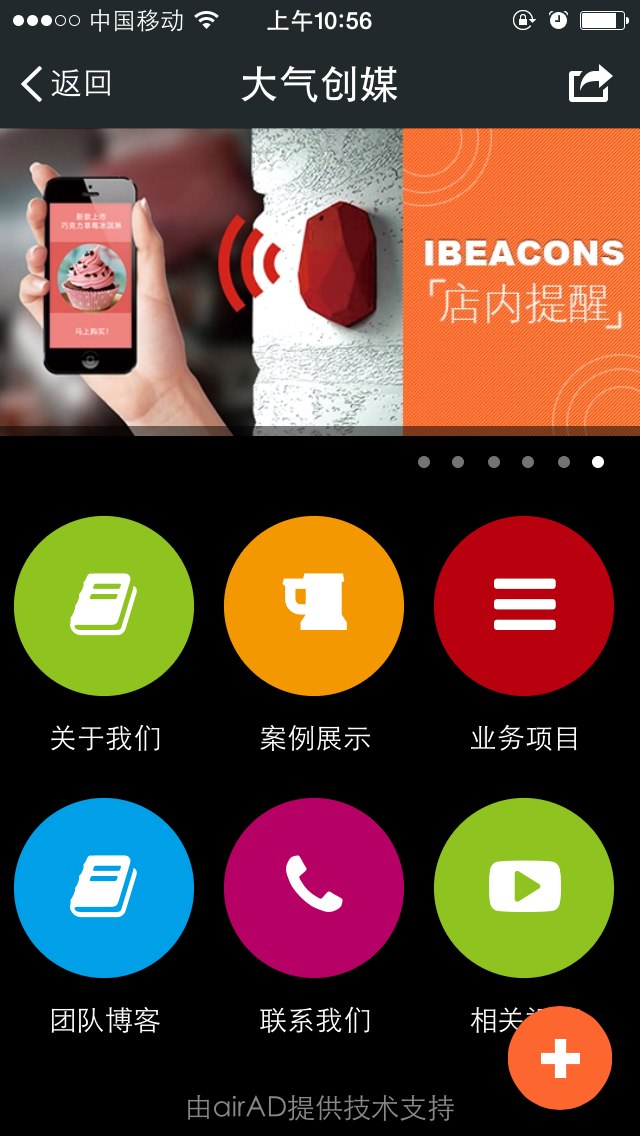 中国移动 上午10:56
返回 大气创媒
新款上市
巧克力草莓冰淇淋
马上购买!
IBEACONS
「店内提醒」
关于我们 案例展示 业务项目
团队博客 联系我们 相关
由airAD提供技术支持